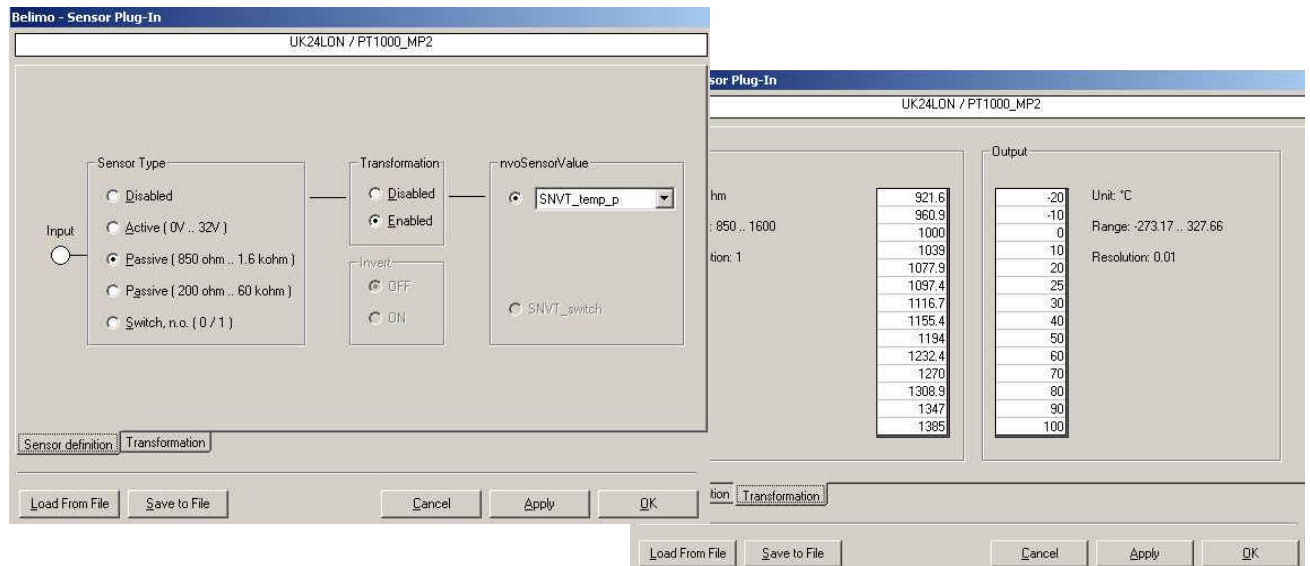 Belimo - Sensor Plug-In
UK24LON / PT1000_MP2
Sensor Type
Disabled
Active ( 0V .. 32V )
Passive ( 850 ohm .. 1.6 kohm )
Passive ( 200 ohm .. 60 kohm )
Switch, n.o. ( 0 / 1 )
Input
Transformation
Disabled
Enabled
Invert
OFF
ON
nvoSensorValue
SNVT_temp_p
SNVT_switch
Sensor definition Transformation
Load From File Save to File Cancel Apply OK
sor Plug-In
UK24LON / PT1000_MP2
hm
: 850 .. 1600
tion: 1
921.6
960.9
1000
1039
1077.9
1097.4
1116.7
1155.4
1194
1232.4
1270
1308.9
1347
1385
Output
-20
-10
0
10
20
25
30
40
50
60
70
80
90
100
Unit: °C
Range: -273.17 .. 327.66
Resolution: 0.01
tion Transformation
Load From File Save to File Cancel Apply OK